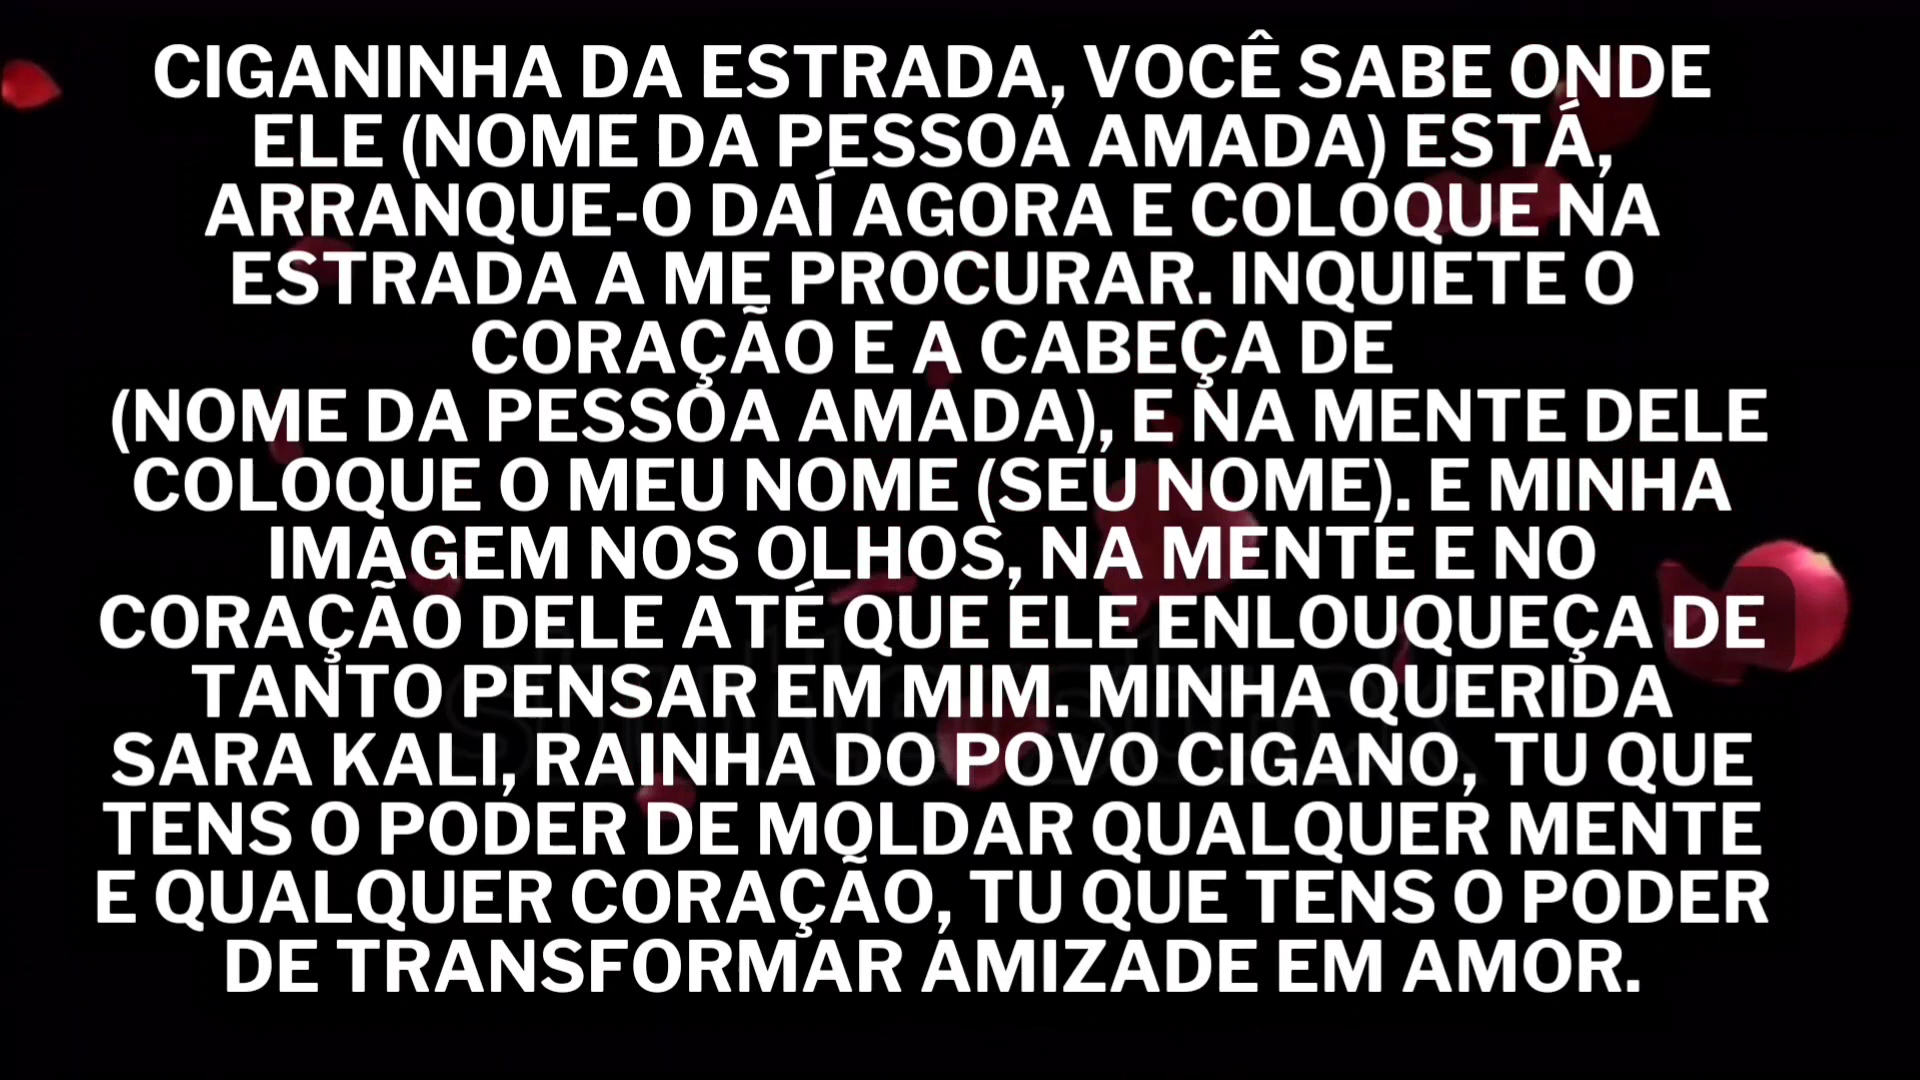 CIGANINHA DA ESTRADA, VOCÊ SABE ONDE
ELE (NOME DA PESSOA AMADA) ESTÁ,
ARRANQUE-O DAÍ AGORA E COLOQUE NA
ESTRADA A ME PROCURAR. INQUIETE O
CORAÇÃO E A CABEÇA DE
(NOME DA PESSOA AMADA), E NA MENTE DELE
COLOQUE O MEU NOME (SEU NOME). E MINHA
IMAGEM NOS OLHOS, NA MENTE E NO
CORAÇÃO DELE ATÉ QUE ELE ENLOUQUEÇA DE
TANTO PENSAR EM MIM. MINHA QUERIDA
SARA KALI, RAINHA DO POVO CIGANO, TU QUE
TENS O PODER DE MOLDAR QUALQUER MENTE
E QUALQUER CORAÇÃO, TU QUE TENS O PODER
DE TRANSFORMAR AMIZADE EM AMOR.